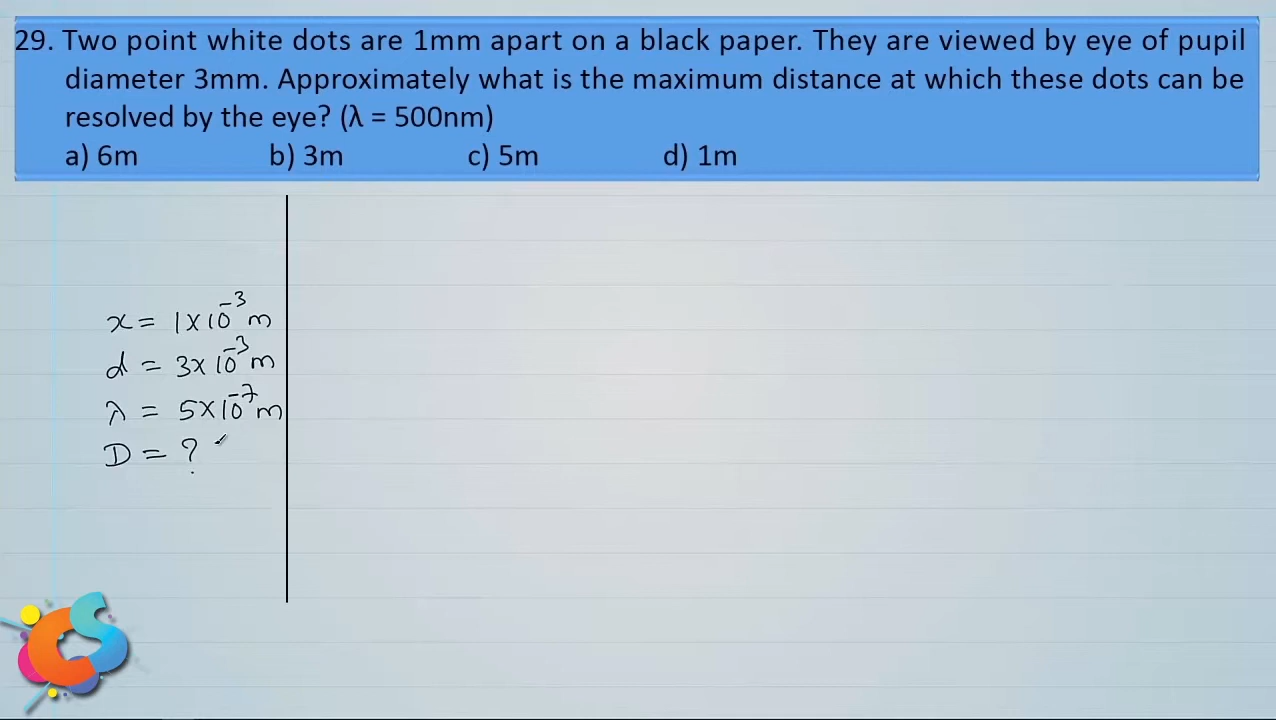 29. Two point white dots are 1mm apart on a black paper. They are viewed by eye of pupil
diameter 3mm. Approximately what is the maximum distance at which these dots can be
resolved by the eye? (λ = 500nm)
a) 6m b) 3m c) 5m d) 1m
x = 1×10⁻³ m
d = 3×10⁻³ m
λ = 5×10⁻⁷ m
D = ?